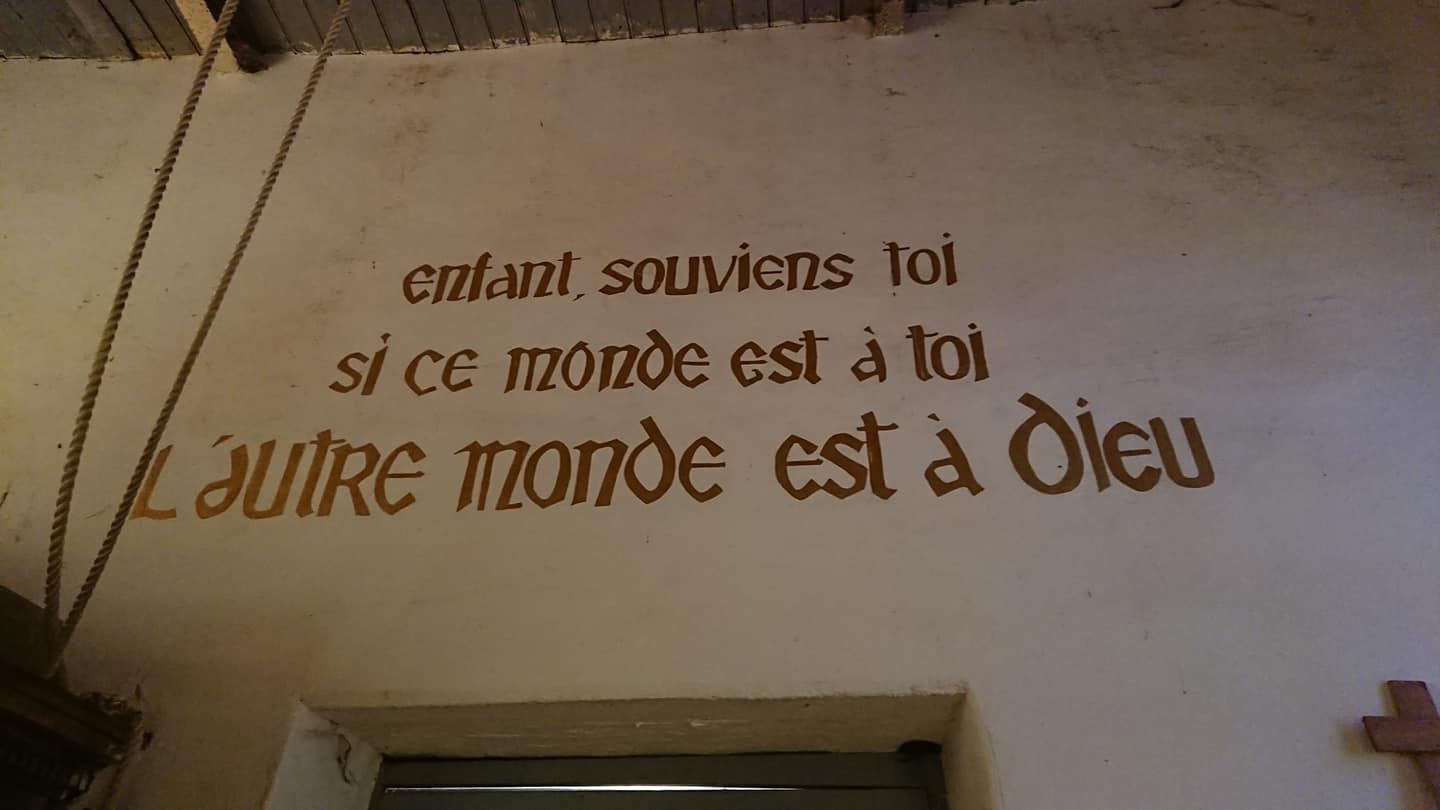 enfant, souviens toi
si ce monde est à toi
L'autre monde est à Dieu